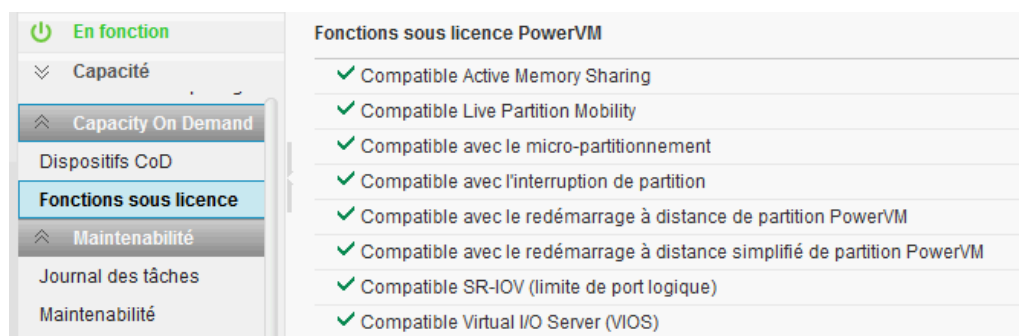 En fonction
Capacité
Capacity On Demand
Dispositifs CoD
Fonctions sous licence
Maintenabilité
Journal des tâches
Maintenabilité
Fonctions sous licence PowerVM
Compatible Active Memory Sharing
Compatible Live Partition Mobility
Compatible avec le micro-partitionnement
Compatible avec l'interruption de partition
Compatible avec le redémarrage à distance de partition PowerVM
Compatible avec le redémarrage à distance simplifié de partition PowerVM
Compatible SR-IOV (limite de port logique)
Compatible Virtual I/O Server (VIOS)